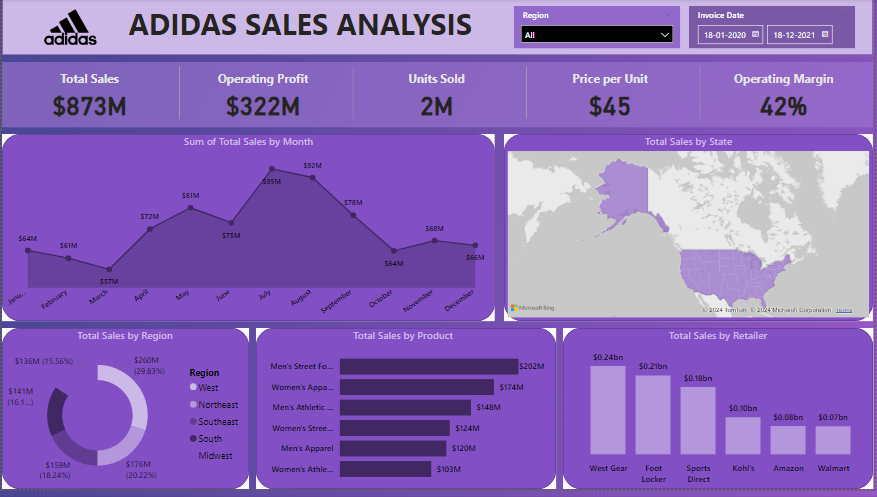 adidas
ADIDAS SALES ANALYSIS
Region
All
Invoice Date
18-01-2020
18-12-2021
Total Sales
$873M
Operating Profit
$322M
Units Sold
2M
Price per Unit
$45
Operating Margin
42%
Sum of Total Sales by Month
$64M
$61M
$57M
$72M
$81M
$75M
$95M
$92M
$78M
$64M
$68M
$66M
Janu...
February
March
April
May
June
July
August
September
October
November
December
Total Sales by State
Microsoft Bing
© 2024 TomTom, © 2024 Microsoft Corporation Terms
Total Sales by Region
$136M (15.56%)
$260M
(29.83%)
$141M
(16.1...)
$159M
(18.24%)
$176M
(20.22%)
Region
West
Northeast
Southeast
South
Midwest
Total Sales by Product
Men's Street Fo... $202M
Women's Appa... $174M
Men's Athletic ... $148M
Women's Stree... $124M
Men's Apparel $120M
Women's Athle... $103M
Total Sales by Retailer
$0.24bn
$0.21bn
$0.18bn
$0.10bn
$0.08bn
$0.07bn
West Gear
Foot
Locker
Sports
Direct
Kohl's
Amazon
Walmart